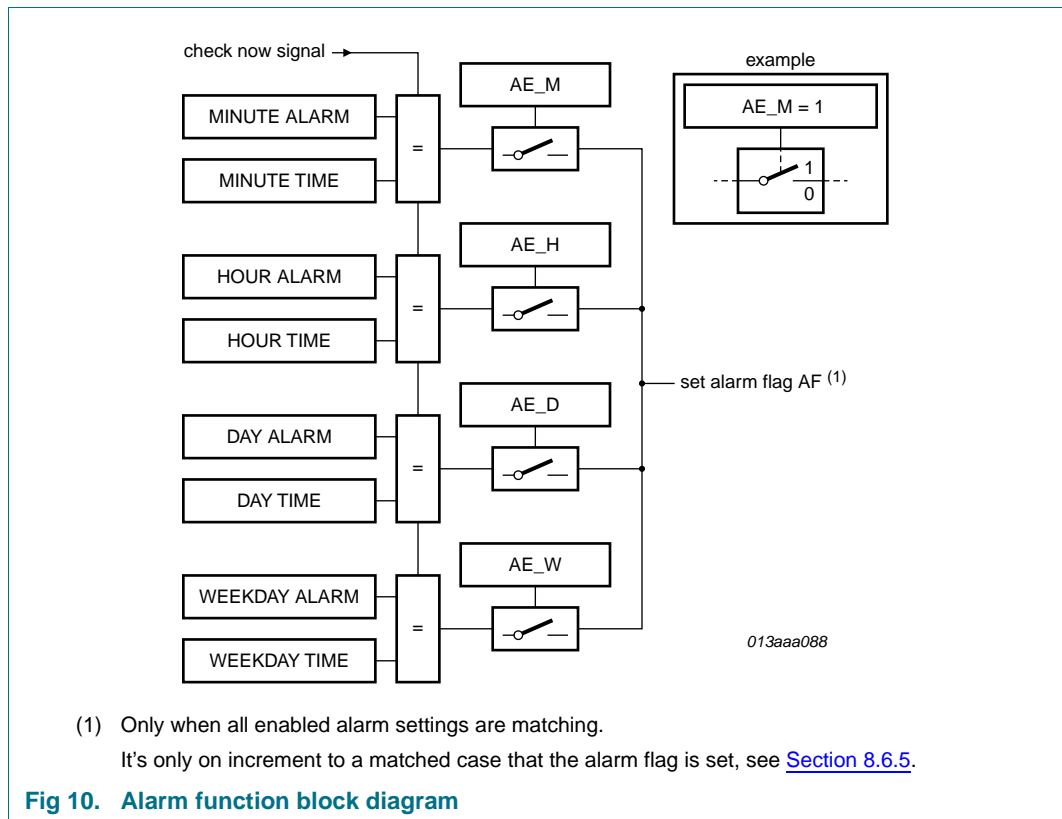 check now signal
example
AE_M
AE_M = 1
MINUTE ALARM
=
1
MINUTE TIME
0
AE_H
HOUR ALARM
=
HOUR TIME
set alarm flag AF (1)
AE_D
DAY ALARM
=
DAY TIME
AE_W
WEEKDAY ALARM
=
013aaa088
WEEKDAY TIME
(1) Only when all enabled alarm settings are matching.
It's only on increment to a matched case that the alarm flag is set, see Section 8.6.5.
Fig 10. Alarm function block diagram